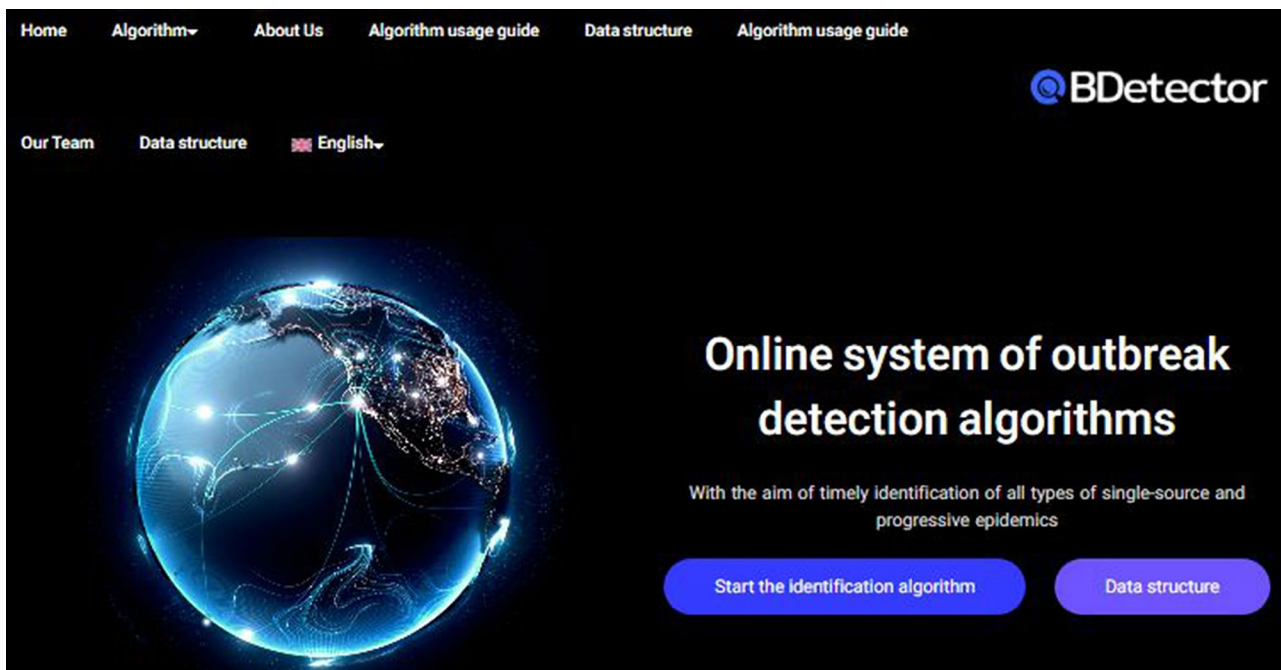 Home Algorithm About Us Algorithm usage guide Data structure Algorithm usage guide
BDetector
Our Team Data structure English
Online system of outbreak
detection algorithms
With the aim of timely identification of all types of single-source and
progressive epidemics
Start the identification algorithm Data structure